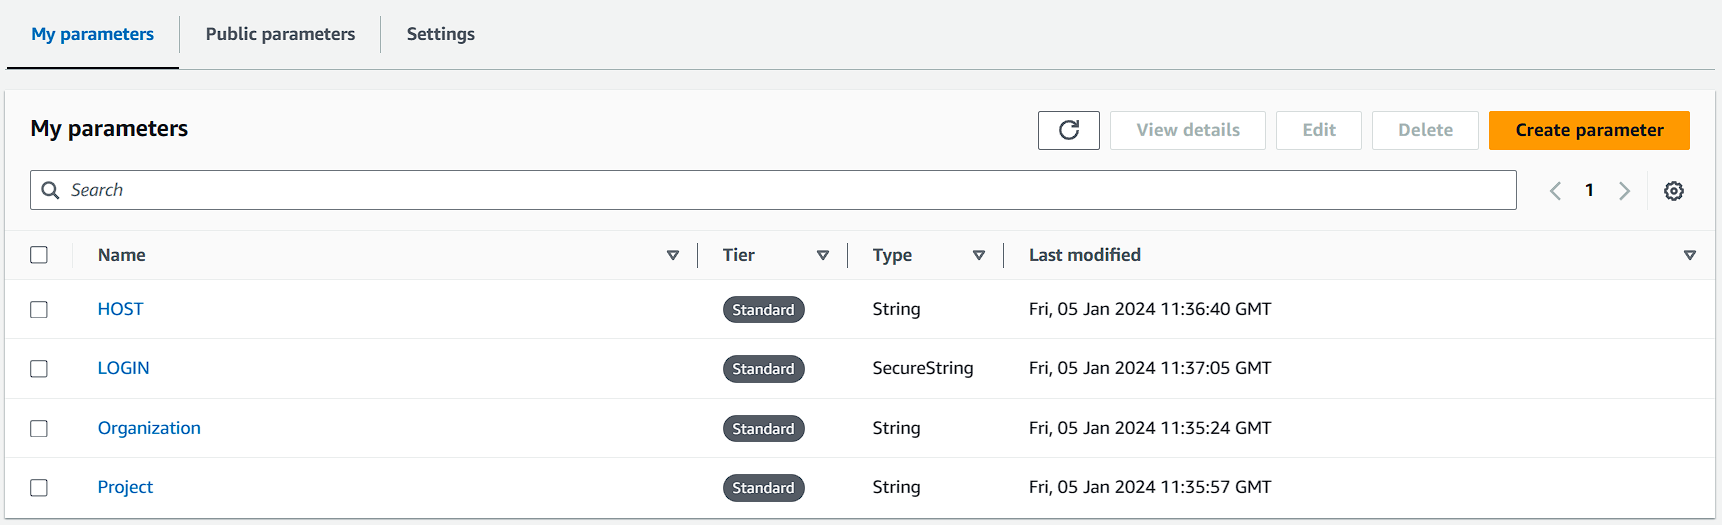 My parameters Public parameters Settings
My parameters View details Edit Delete Create parameter
Search 1
Name Tier Type Last modified
HOST Standard String Fri, 05 Jan 2024 11:36:40 GMT
LOGIN Standard SecureString Fri, 05 Jan 2024 11:37:05 GMT
Organization Standard String Fri, 05 Jan 2024 11:35:24 GMT
Project Standard String Fri, 05 Jan 2024 11:35:57 GMT